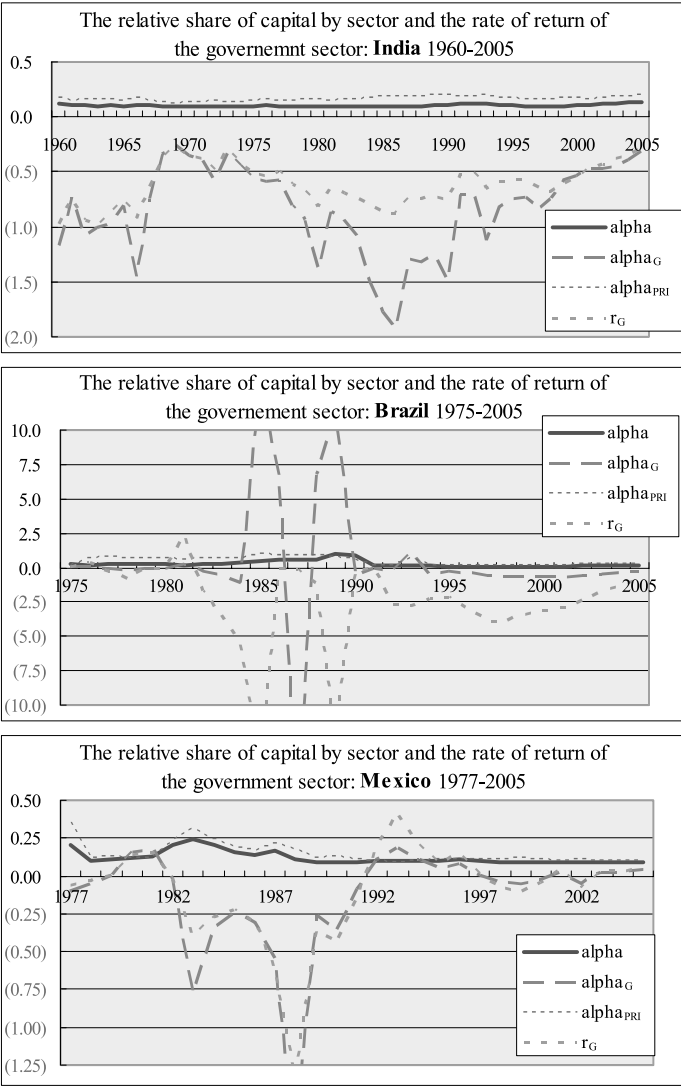 The relative share of capital by sector and the rate of return of
the governemnt sector: India 1960-2005
0.5
0.0
1960 1965 1970 1975 1980 1985 1990 1995 2000 2005
(0.5)
(1.0)
(1.5)
(2.0)
alpha
alphaG
alphaPRI
rG
The relative share of capital by sector and the rate of return of
the governement sector: Brazil 1975-2005
10.0
7.5
5.0
2.5
0.0
1975 1980 1985 1990 1995 2000 2005
(2.5)
(5.0)
(7.5)
(10.0)
alpha
alphaG
alphaPRI
rG
The relative share of capital by sector and the rate of return of
the government sector: Mexico 1977-2005
0.50
0.25
0.00
1977 1982 1987 1992 1997 2002
(0.25)
(0.50)
(0.75)
(1.00)
(1.25)
alpha
alphaG
alphaPRI
rG